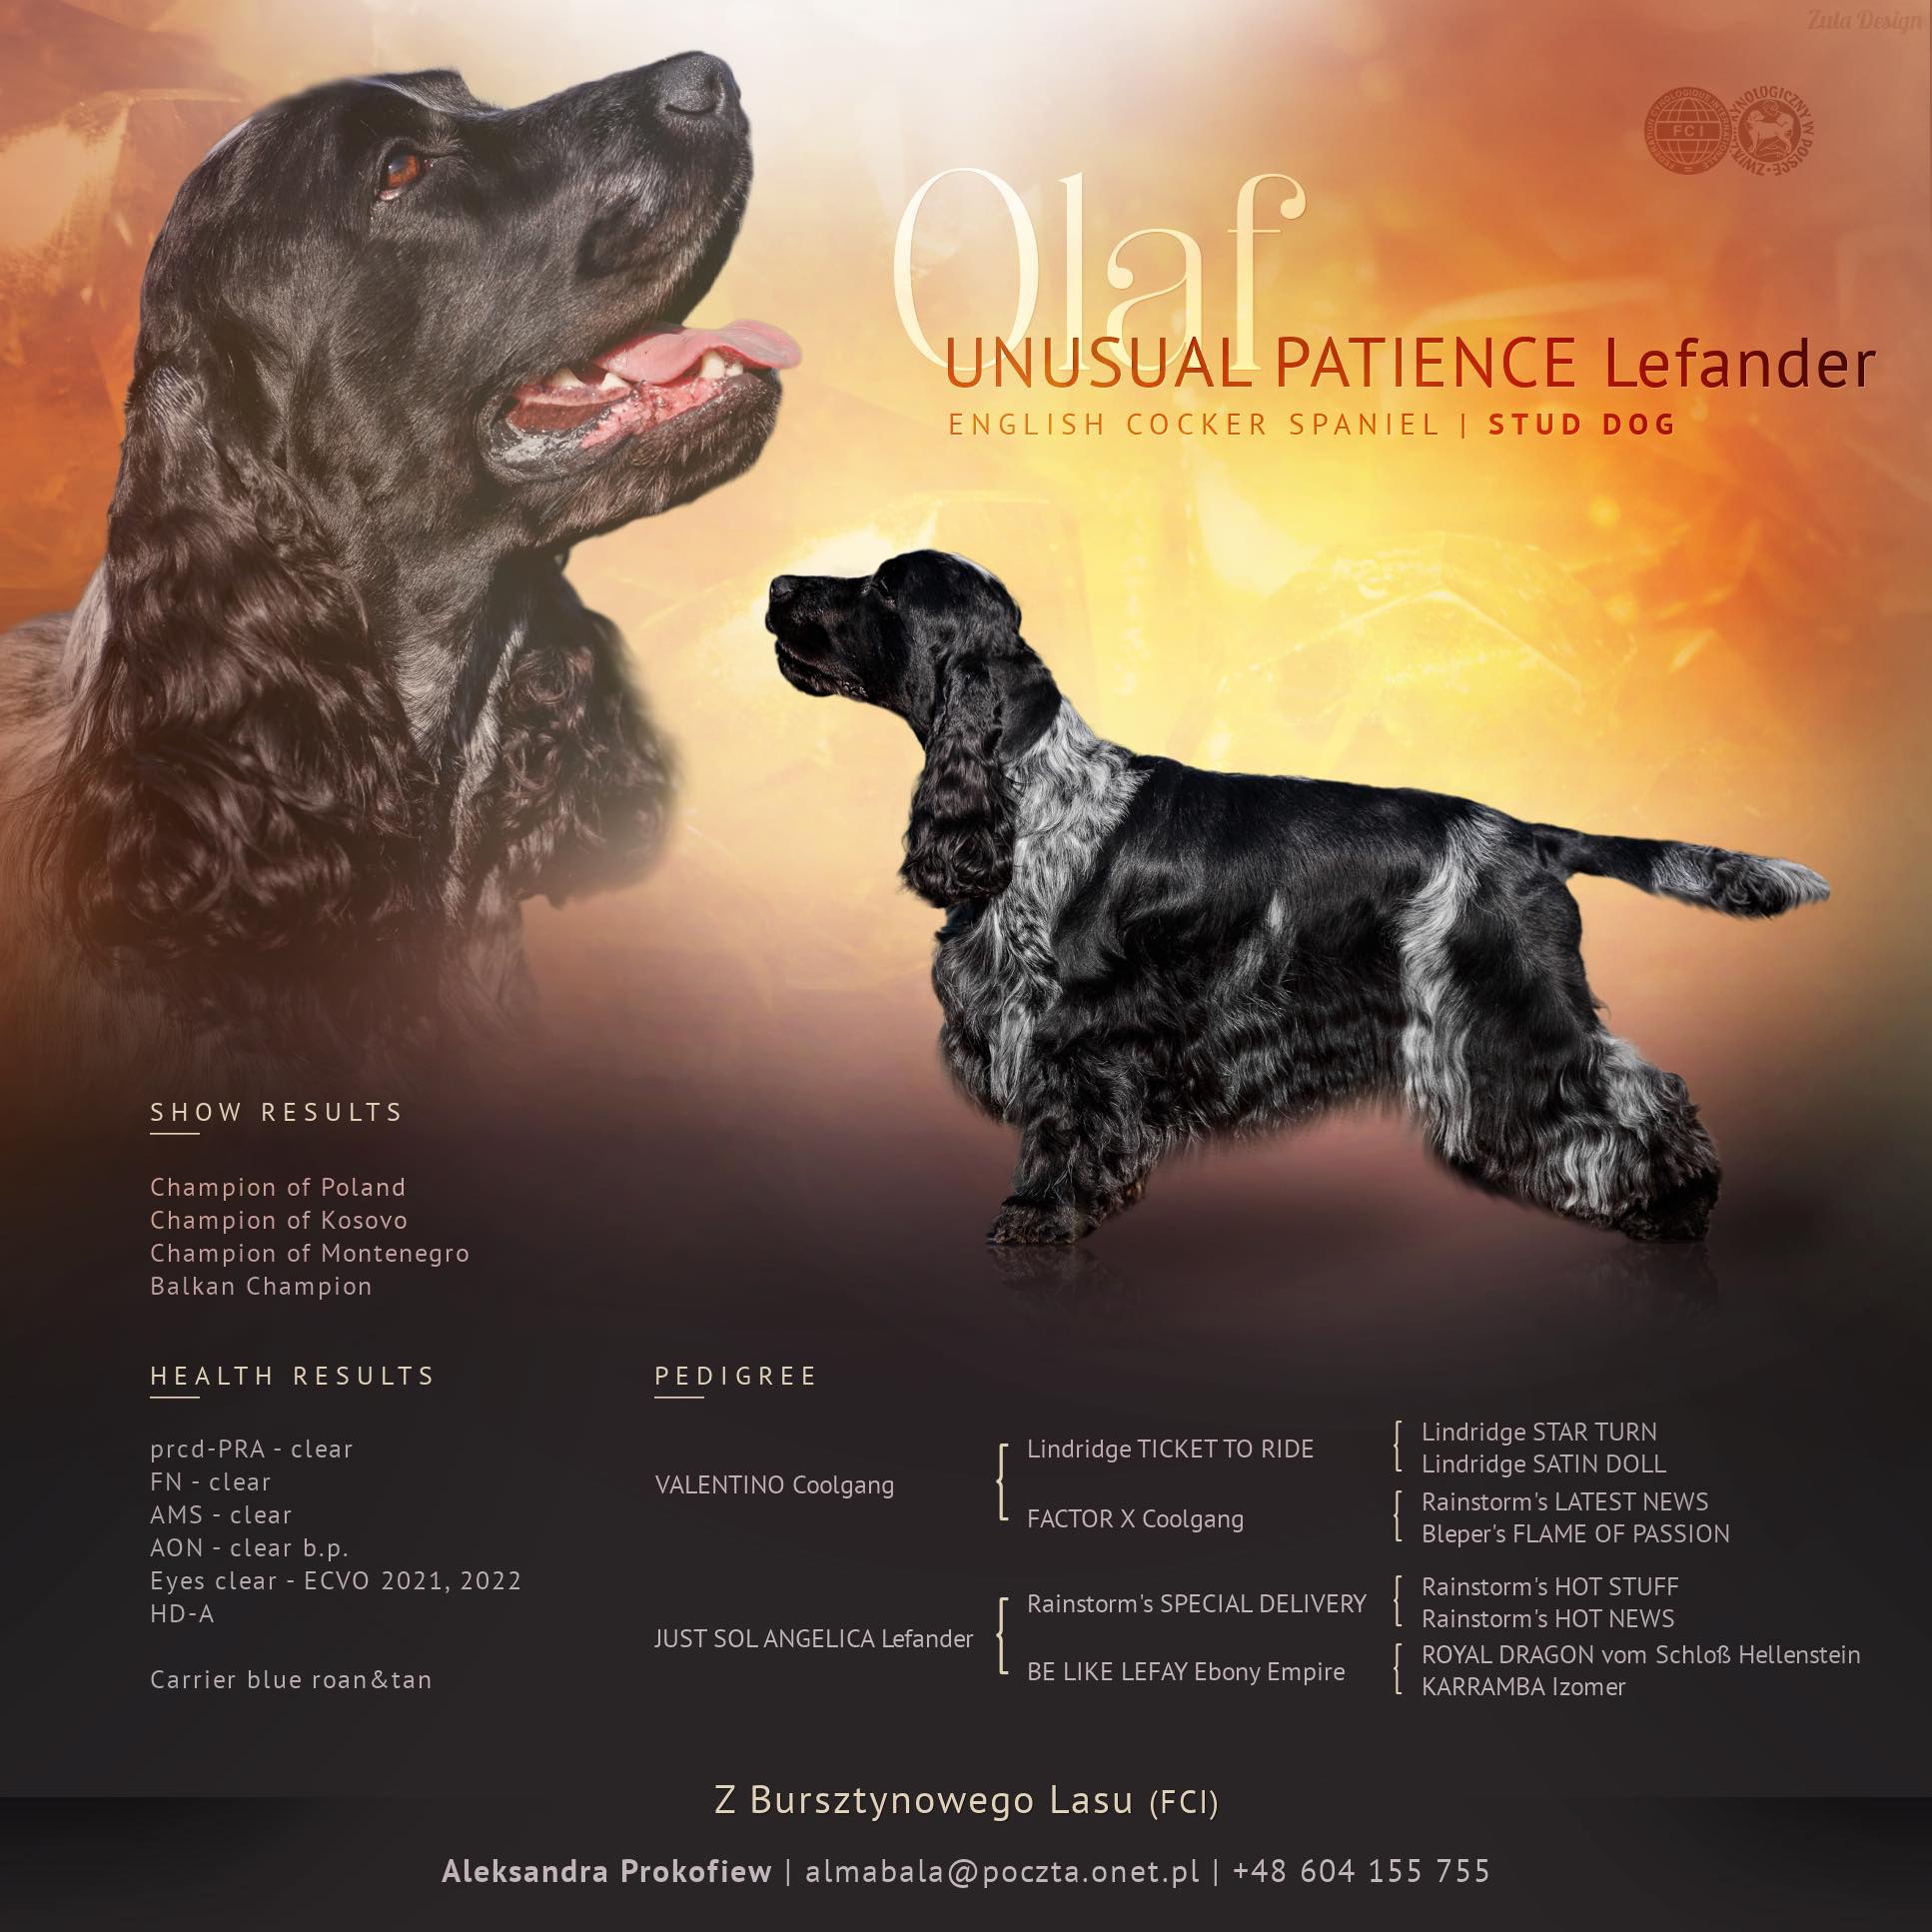 Zula Design
FCI
Olaf
UNUSUAL PATIENCE Lefander
ENGLISH COCKER SPANIEL | STUD DOG
SHOW RESULTS
Champion of Poland
Champion of Kosovo
Champion of Montenegro
Balkan Champion
HEALTH RESULTS
prcd-PRA - clear
FN - clear
AMS - clear
AON - clear b.p.
Eyes clear - ECVO 2021, 2022
HD-A
Carrier blue roan&tan
PEDIGREE
VALENTINO Coolgang
Lindridge TICKET TO RIDE
Lindridge STAR TURN
Lindridge SATIN DOLL
FACTOR X Coolgang
Rainstorm's LATEST NEWS
Bleper's FLAME OF PASSION
JUST SOL ANGELICA Lefander
Rainstorm's SPECIAL DELIVERY
Rainstorm's HOT STUFF
Rainstorm's HOT NEWS
BE LIKE LEFAY Ebony Empire
ROYAL DRAGON vom Schloß Hellenstein
KARRAMBA Izomer
Z Bursztynowego Lasu (FCI)
Aleksandra Prokofiew | almabala@poczta.onet.pl | +48 604 155 755